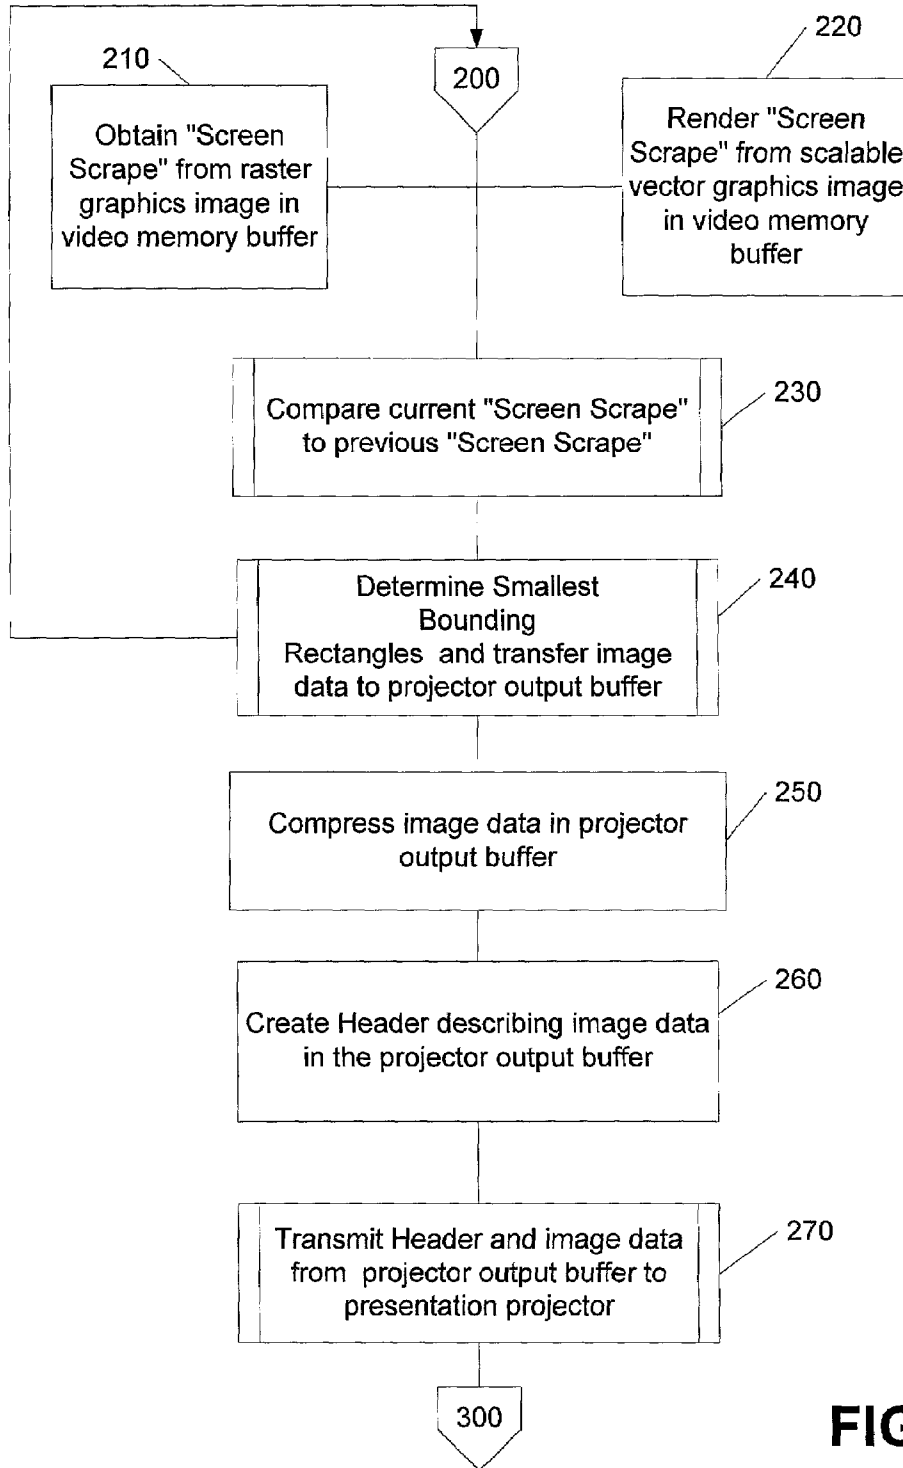 220
210
200
Obtain "Screen
Scrape" from raster
graphics image in
video memory buffer
Render "Screen
Scrape" from scalable
vector graphics image
in video memory
buffer
230
Compare current "Screen Scrape"
to previous "Screen Scrape"
240
Determine Smallest
Bounding
Rectangles and transfer image
data to projector output buffer
250
Compress image data in projector
output buffer
260
Create Header describing image data
in the projector output buffer
270
Transmit Header and image data
from projector output buffer to
presentation projector
300
FIG